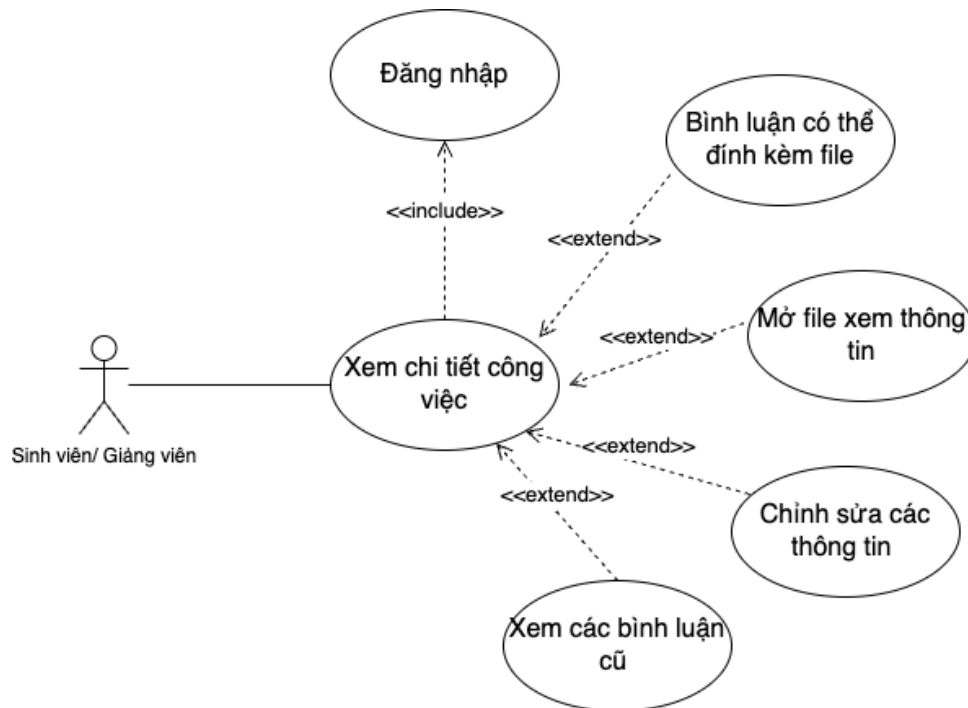 Đăng nhập
Bình luận có thể
đính kèm file
<<include>>
<<extend>>
Mở file xem thông
tin
<<extend>>
Xem chi tiết công
việc
Sinh viên/ Giảng viên
<<extend>>
<<extend>>
Chỉnh sửa các
thông tin
Xem các bình luận
cũ